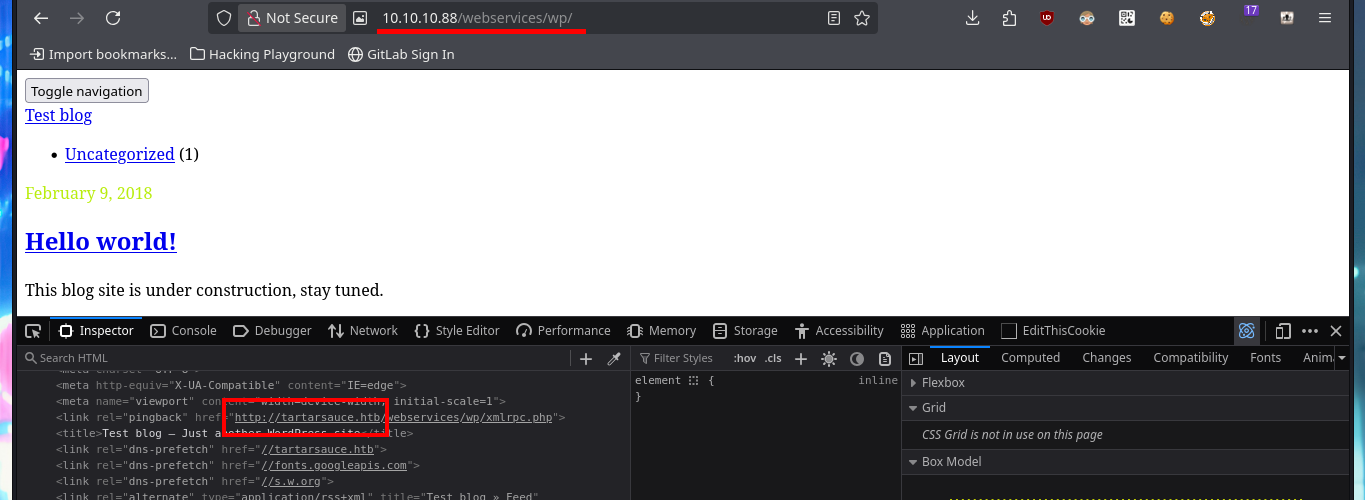 Not Secure
10.10.10.88/webservices/wp/
17
Import bookmarks...
Hacking Playground
GitLab Sign In
Toggle navigation
Test blog
Uncategorized (1)
February 9, 2018
Hello world!
This blog site is under construction, stay tuned.
Inspector
Console
Debugger
Network
Style Editor
Performance
Memory
Storage
Accessibility
Application
EditThisCookie
Search HTML
Filter Styles
:hov .cls
Layout
Computed
Changes
Compatibility
Fonts
Anim
<meta http-equiv="X-UA-Compatible" content="IE=edge">
<meta name="viewport" content="width=device-width, initial-scale=1">
<link rel="pingback" href="http://tartarsauce.htb/webservices/wp/xmlrpc.php">
<title>Test blog – Just another WordPress site</title>
<link rel="dns-prefetch" href="//tartarsauce.htb">
<link rel="dns-prefetch" href="//fonts.googleapis.com">
<link rel="dns-prefetch" href="//s.w.org">
<link rel="alternate" type="application/rss+xml" title="Test blog » Feed"
element { inline
}
Flexbox
Grid
CSS Grid is not in use on this page
Box Model